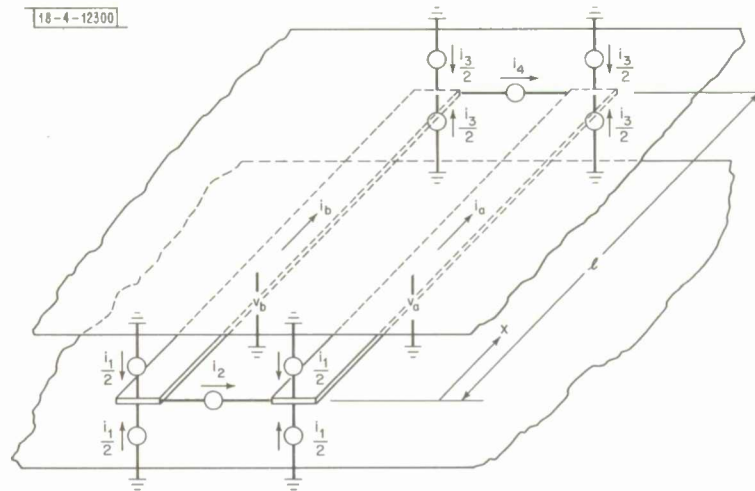 18-4-12300
i3/2
i4
i3/2
i3/2
i3/2
ib
ia
vb
va
ℓ
x
i1/2
i2
i1/2
i1/2
i1/2